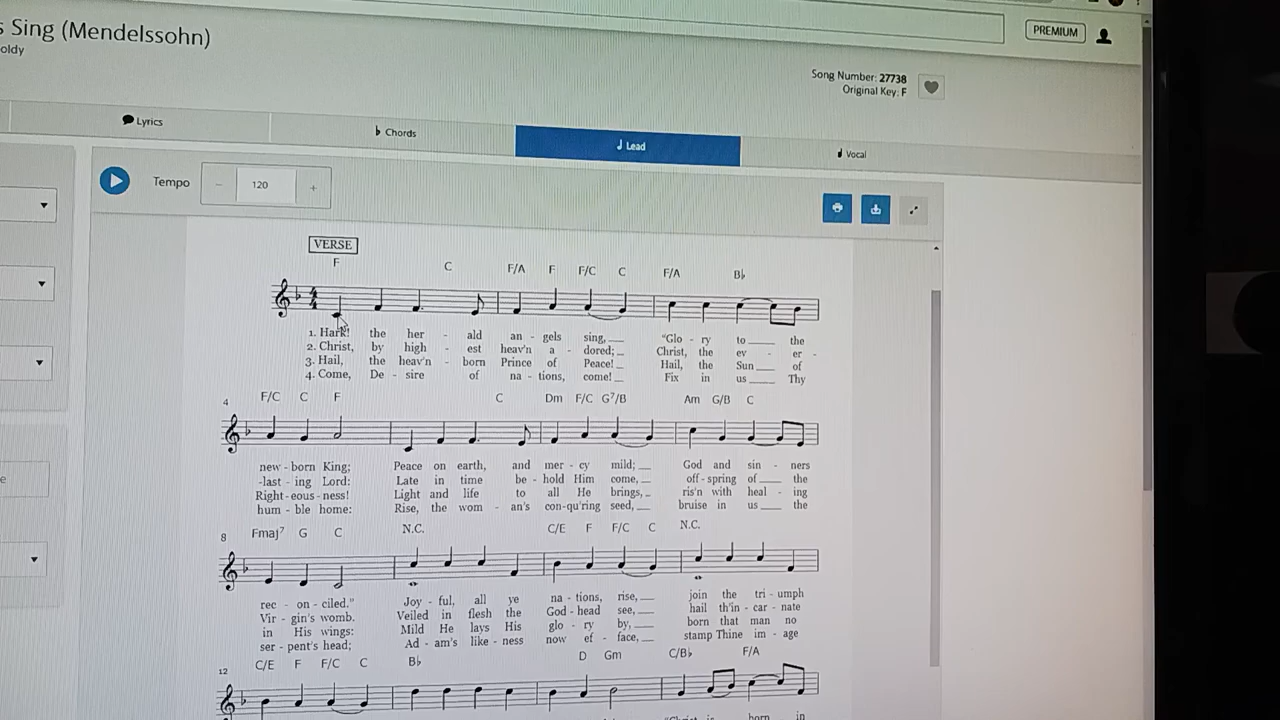 s Sing (Mendelssohn)
oldy
PREMIUM
Song Number: 27738
Original Key: F
Lyrics
Chords
Lead
Vocal
Tempo
− 120 +
VERSE
F C F/A F F/C C F/A B♭
4
4
1. Hark! the her - ald an - gels sing, "Glo - ry to the
2. Christ, by high - est heav'n a - dored; Christ, the ev - er -
3. Hail, the heav'n - born Prince of Peace! Hail, the Sun of
4. Come, De - sire of na - tions, come! Fix in us Thy
4
F/C C F C Dm F/C G7/B Am G/B C
new - born King; Peace on earth, and mer - cy mild; God and sin - ners
-last - ing Lord: Late in time be - hold Him come, off - spring of the
Right - eous - ness! Light and life to all He brings, ris'n with heal - ing
hum - ble home: Rise, the wom - an's con-qu'ring seed, bruise in us the
8
Fmaj7 G C N.C. C/E F F/C C N.C.
rec - on - ciled." Joy - ful, all ye na - tions, rise, join the tri - umph
Vir - gin's womb. Veiled in flesh the God - head see, hail th'in - car - nate
in His wings: Mild He lays His glo - ry by, born that man no
ser - pent's head; Ad - am's like - ness now ef - face, stamp Thine im - age
12
C/E F F/C C B♭ D Gm C/B♭ F/A
"Christ is born in